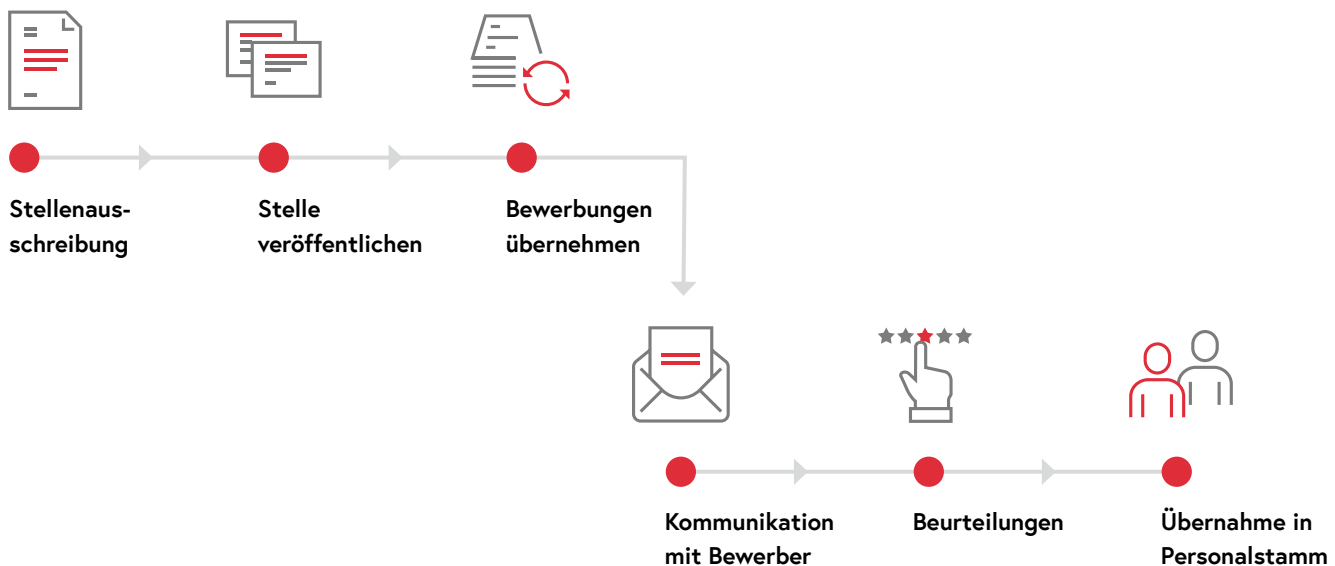 Stellenaus-
schreibung
Stelle
veröffentlichen
Bewerbungen
übernehmen
Kommunikation
mit Bewerber
Beurteilungen
Übernahme in
Personalstamm